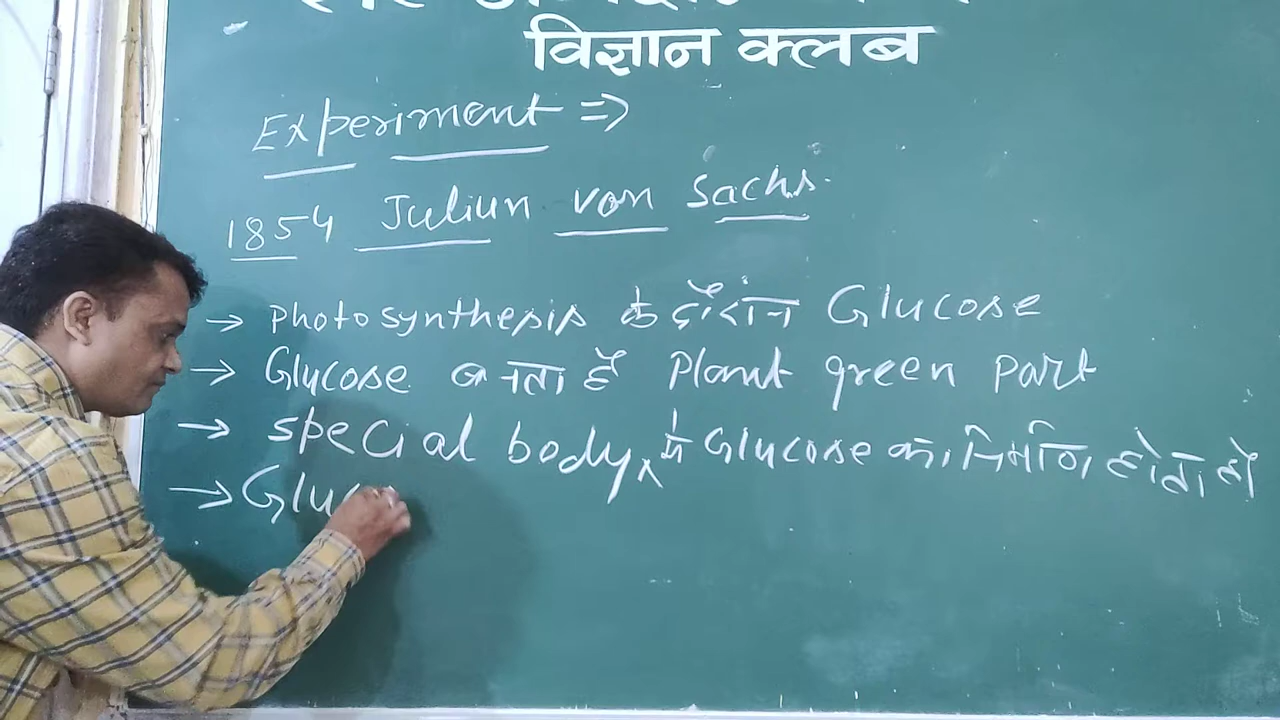 विज्ञान क्लब
Experiment ⇒
1854 Juliun von Sachs.
→ Photosynthesis के दौरान Glucose
→ Glucose बनता है Plant green part
→ special body, में Glucose का निर्माण होता है
→ Glu